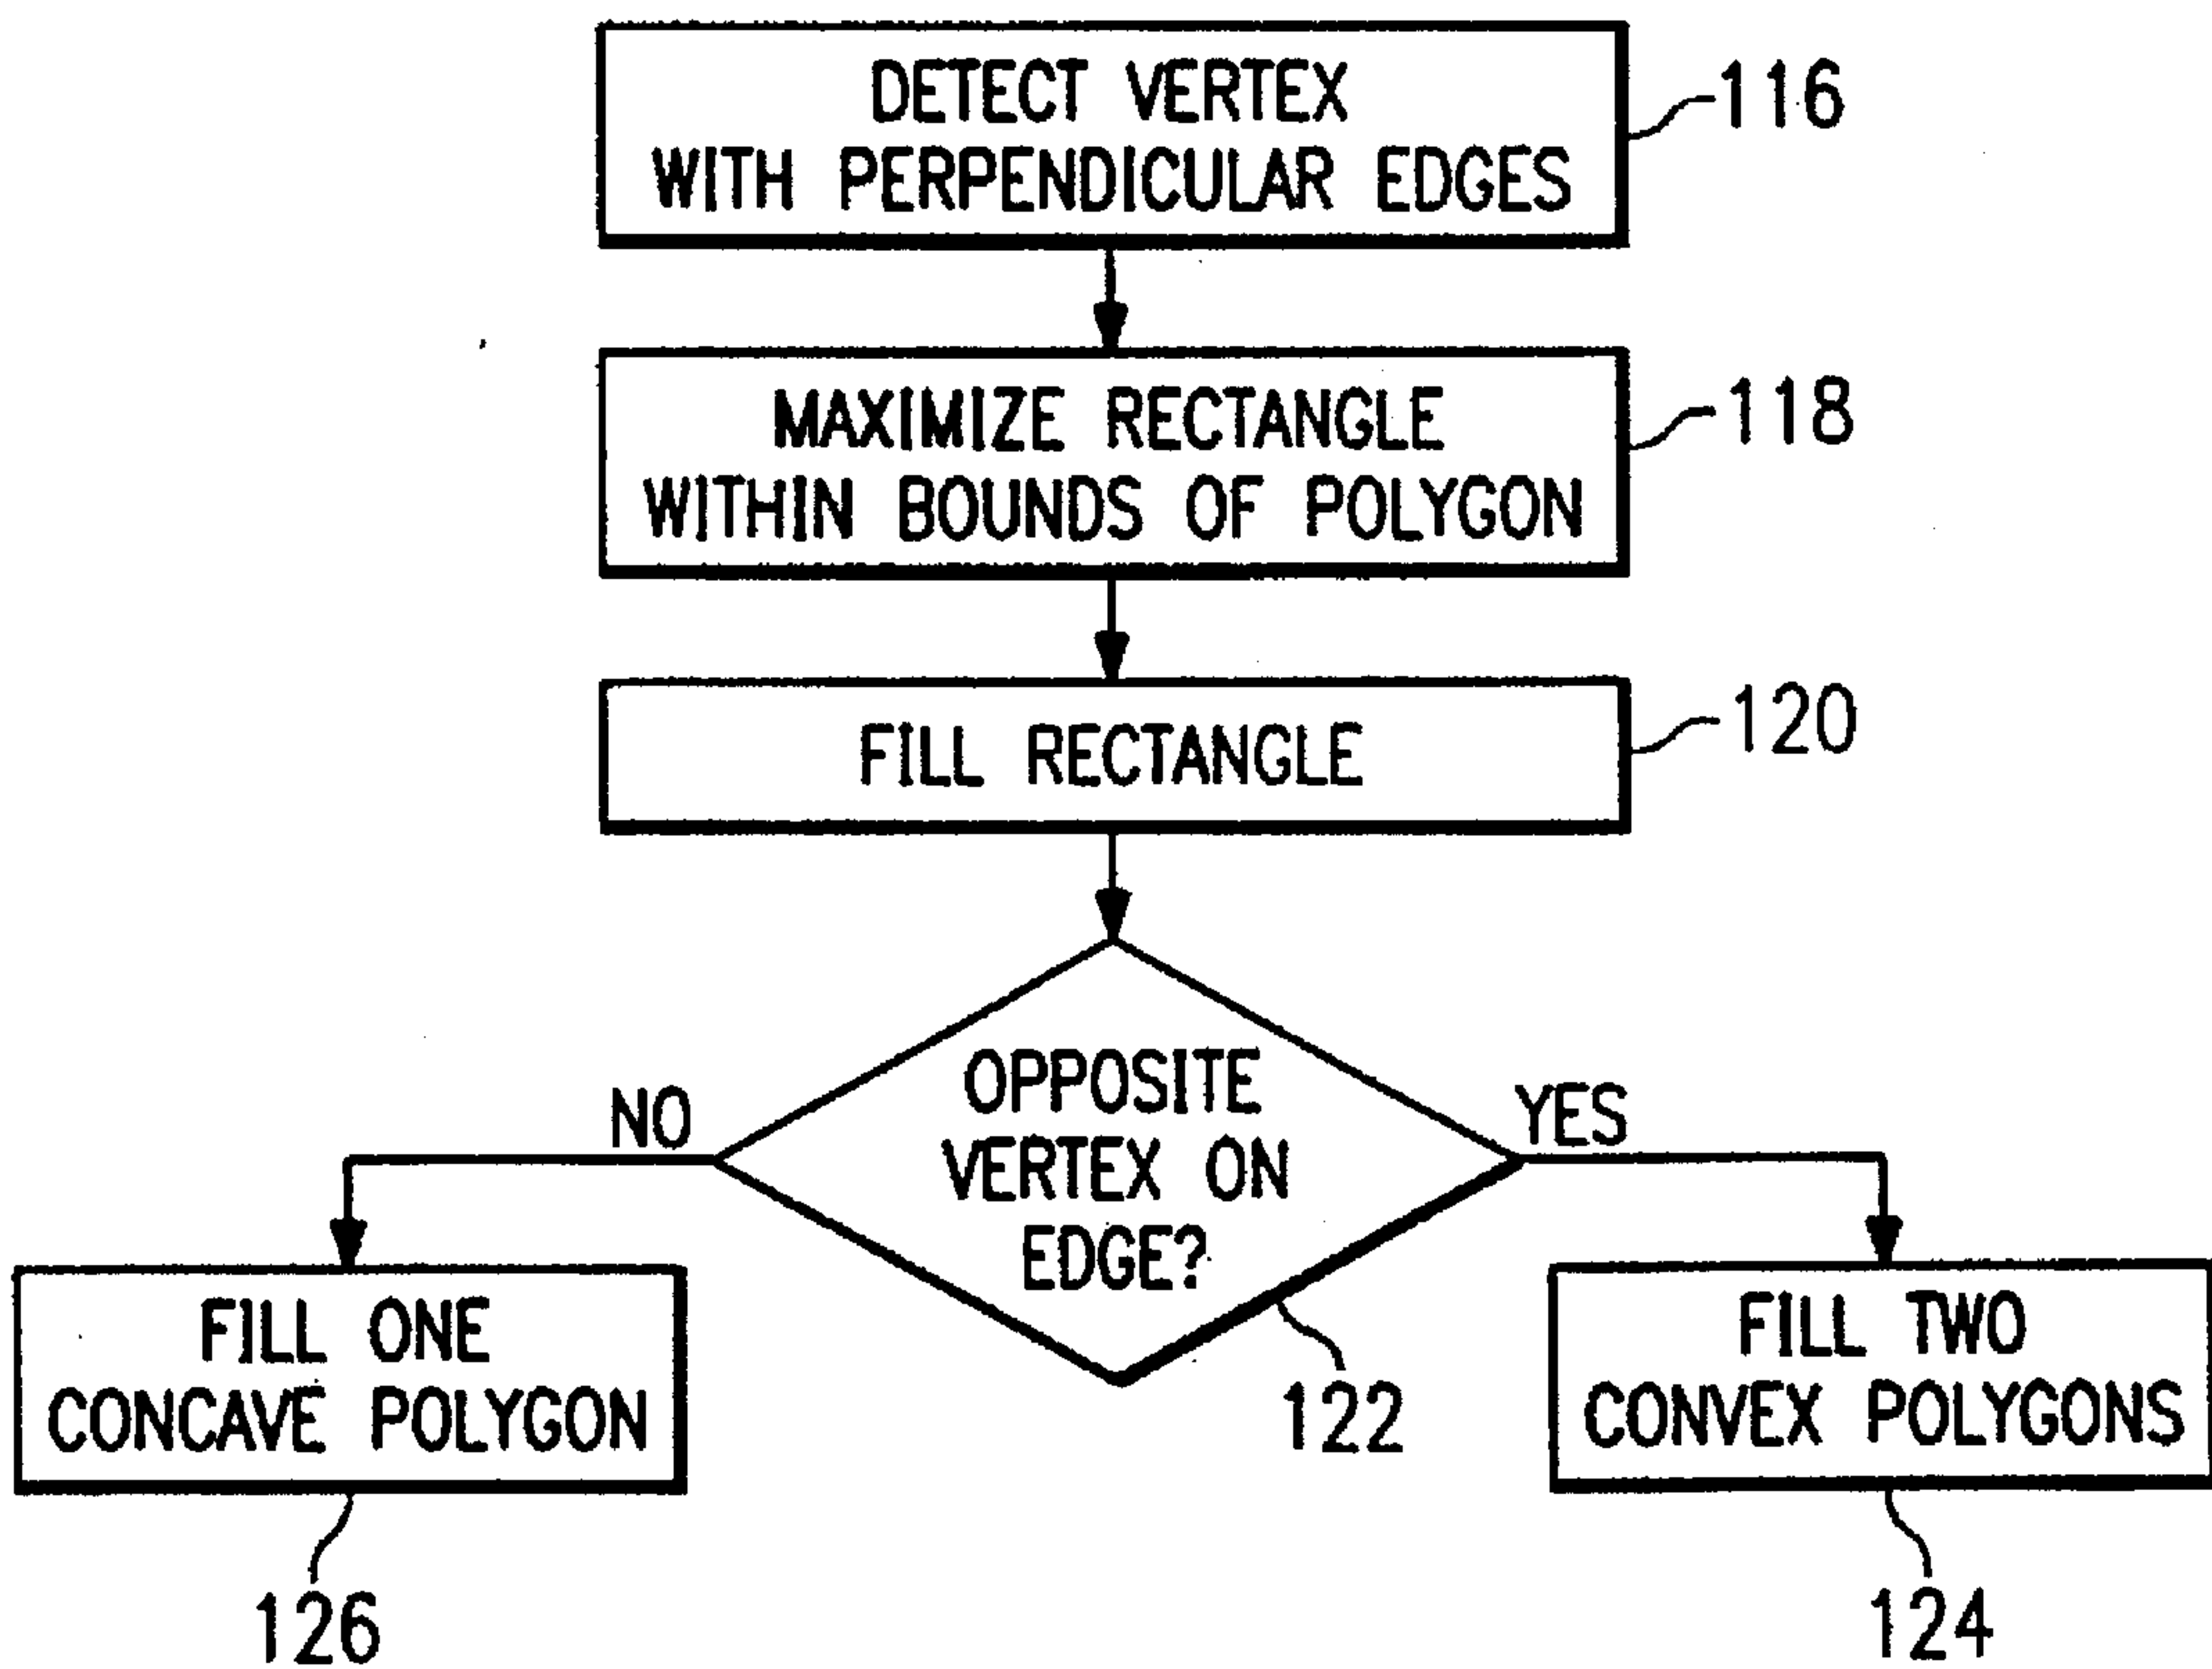 DETECT VERTEX
WITH PERPENDICULAR EDGES
116
MAXIMIZE RECTANGLE
WITHIN BOUNDS OF POLYGON
118
FILL RECTANGLE
120
OPPOSITE
VERTEX ON
EDGE?
122
NO
YES
FILL ONE
CONCAVE POLYGON
126
FILL TWO
CONVEX POLYGONS
124